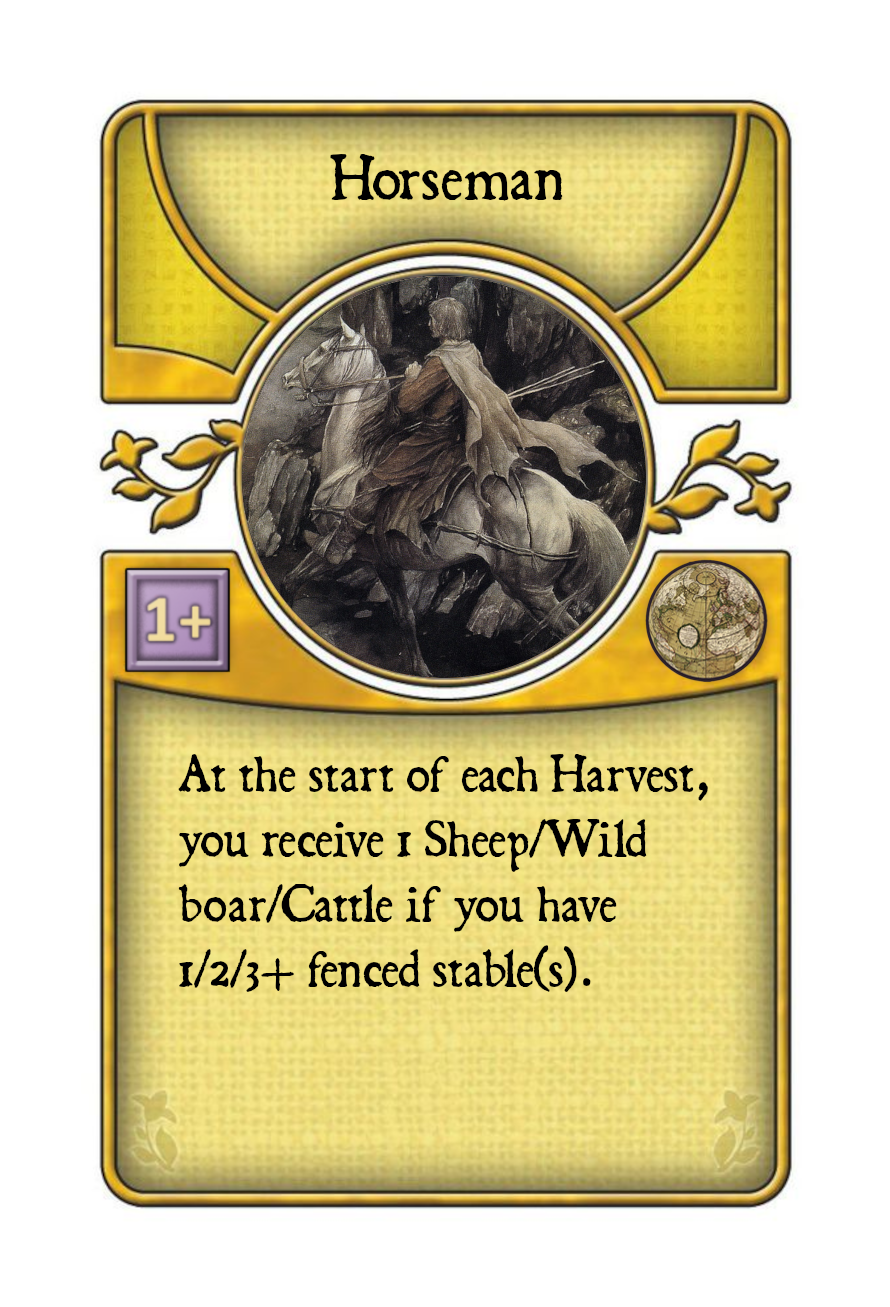 Horseman
1+
At the start of each Harvest,
you receive 1 Sheep/Wild
boar/Cattle if you have
1/2/3+ fenced stable(s).